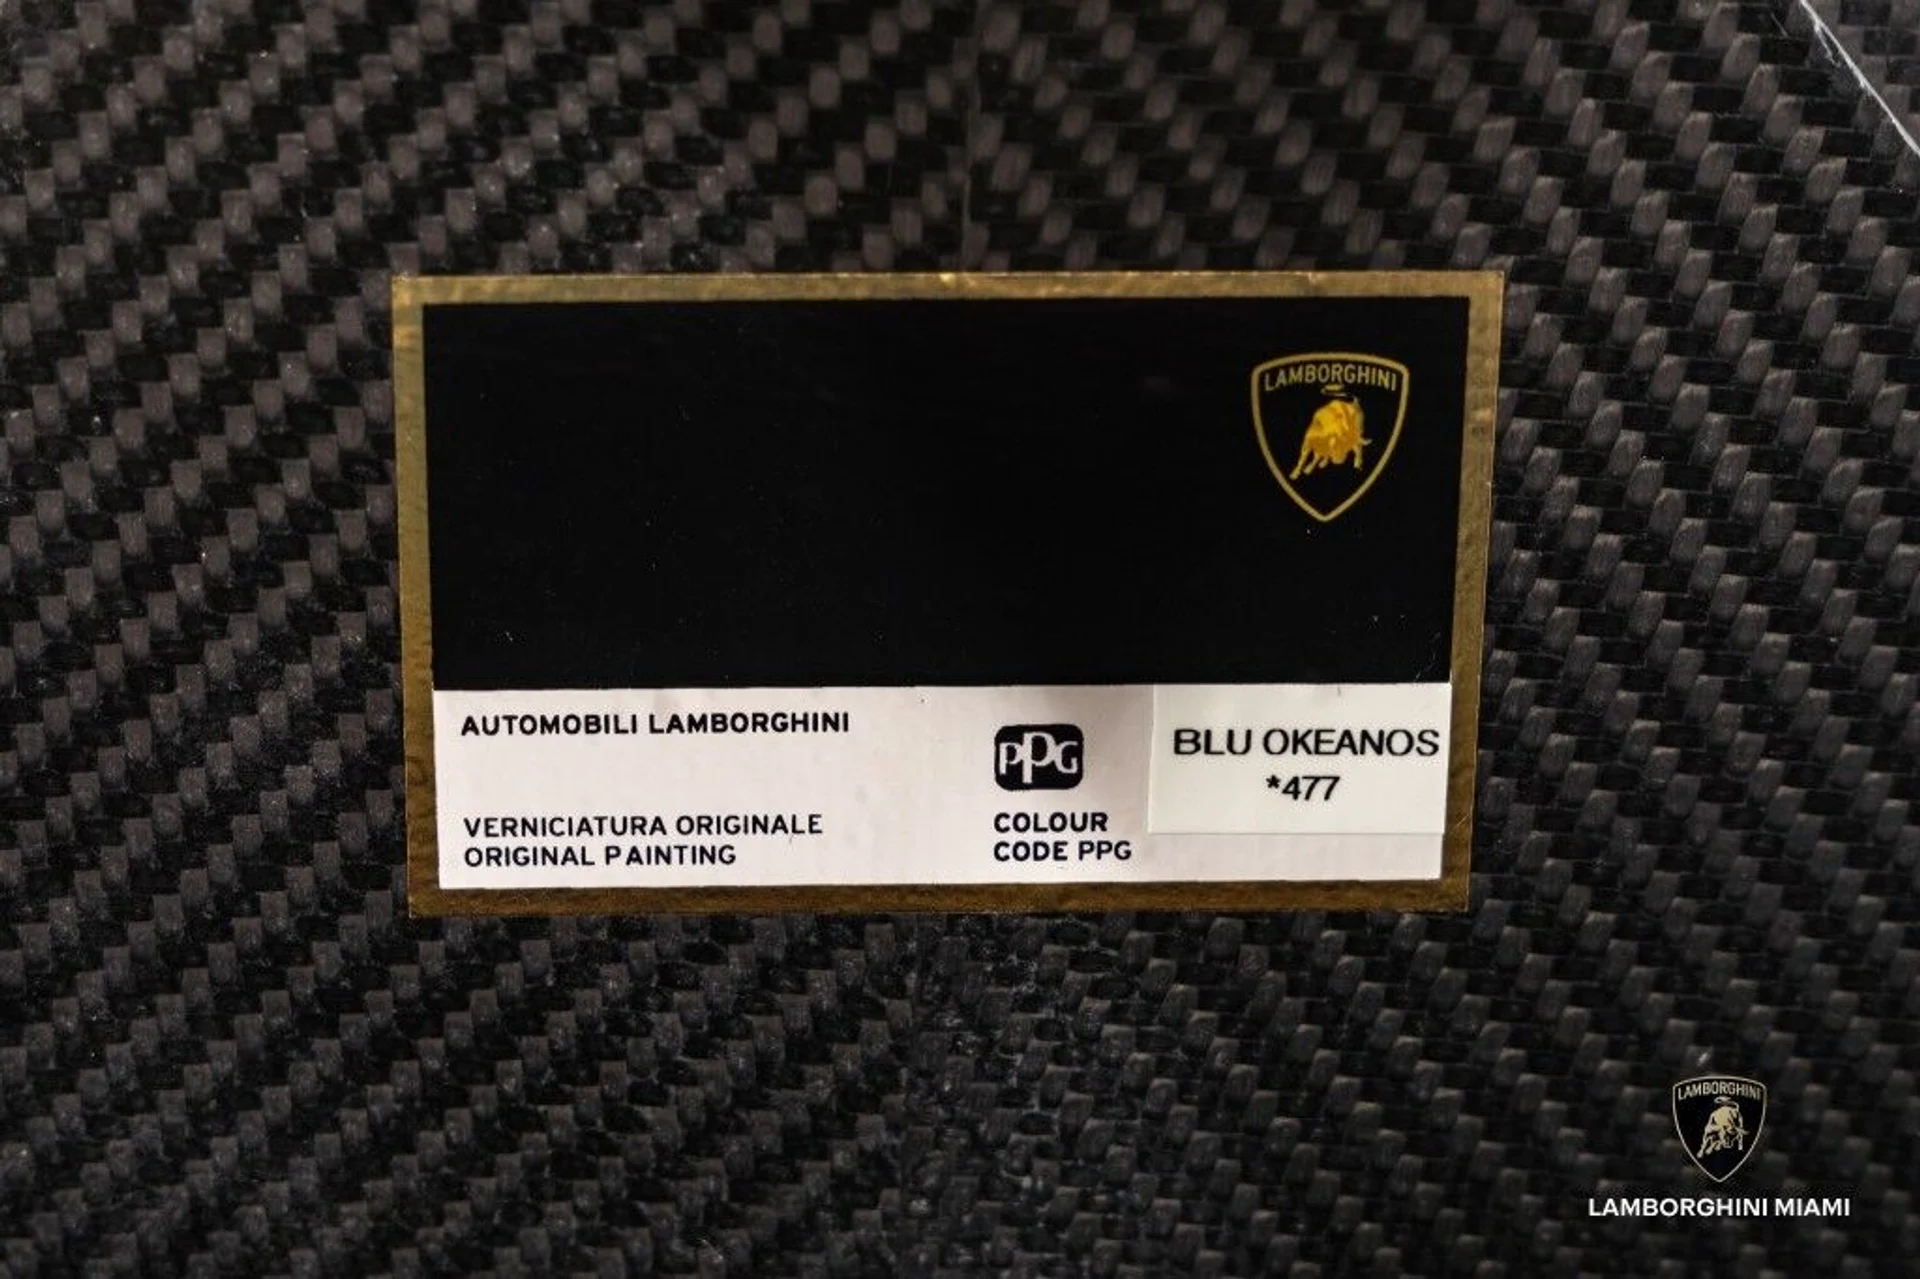 LAMBORGHINI
AUTOMOBILI LAMBORGHINI
VERNICIATURA ORIGINALE
ORIGINAL PAINTING
PPG
COLOUR
CODE PPG
BLU OKEANOS
*477
LAMBORGHINI
LAMBORGHINI MIAMI